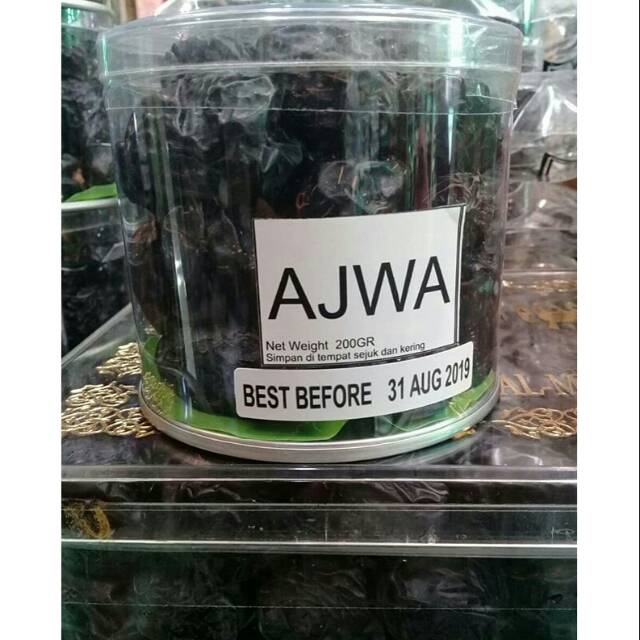 AJWA
Net Weight 200GR
Simpan di tempat sejuk dan kering
BEST BEFORE 31 AUG 2019